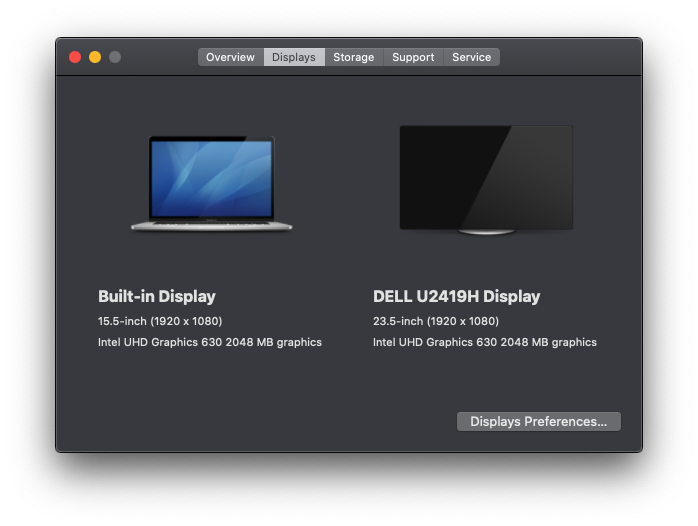 Overview Displays Storage Support Service
Built-in Display
15.5-inch (1920 x 1080)
Intel UHD Graphics 630 2048 MB graphics
DELL U2419H Display
23.5-inch (1920 x 1080)
Intel UHD Graphics 630 2048 MB graphics
Displays Preferences...